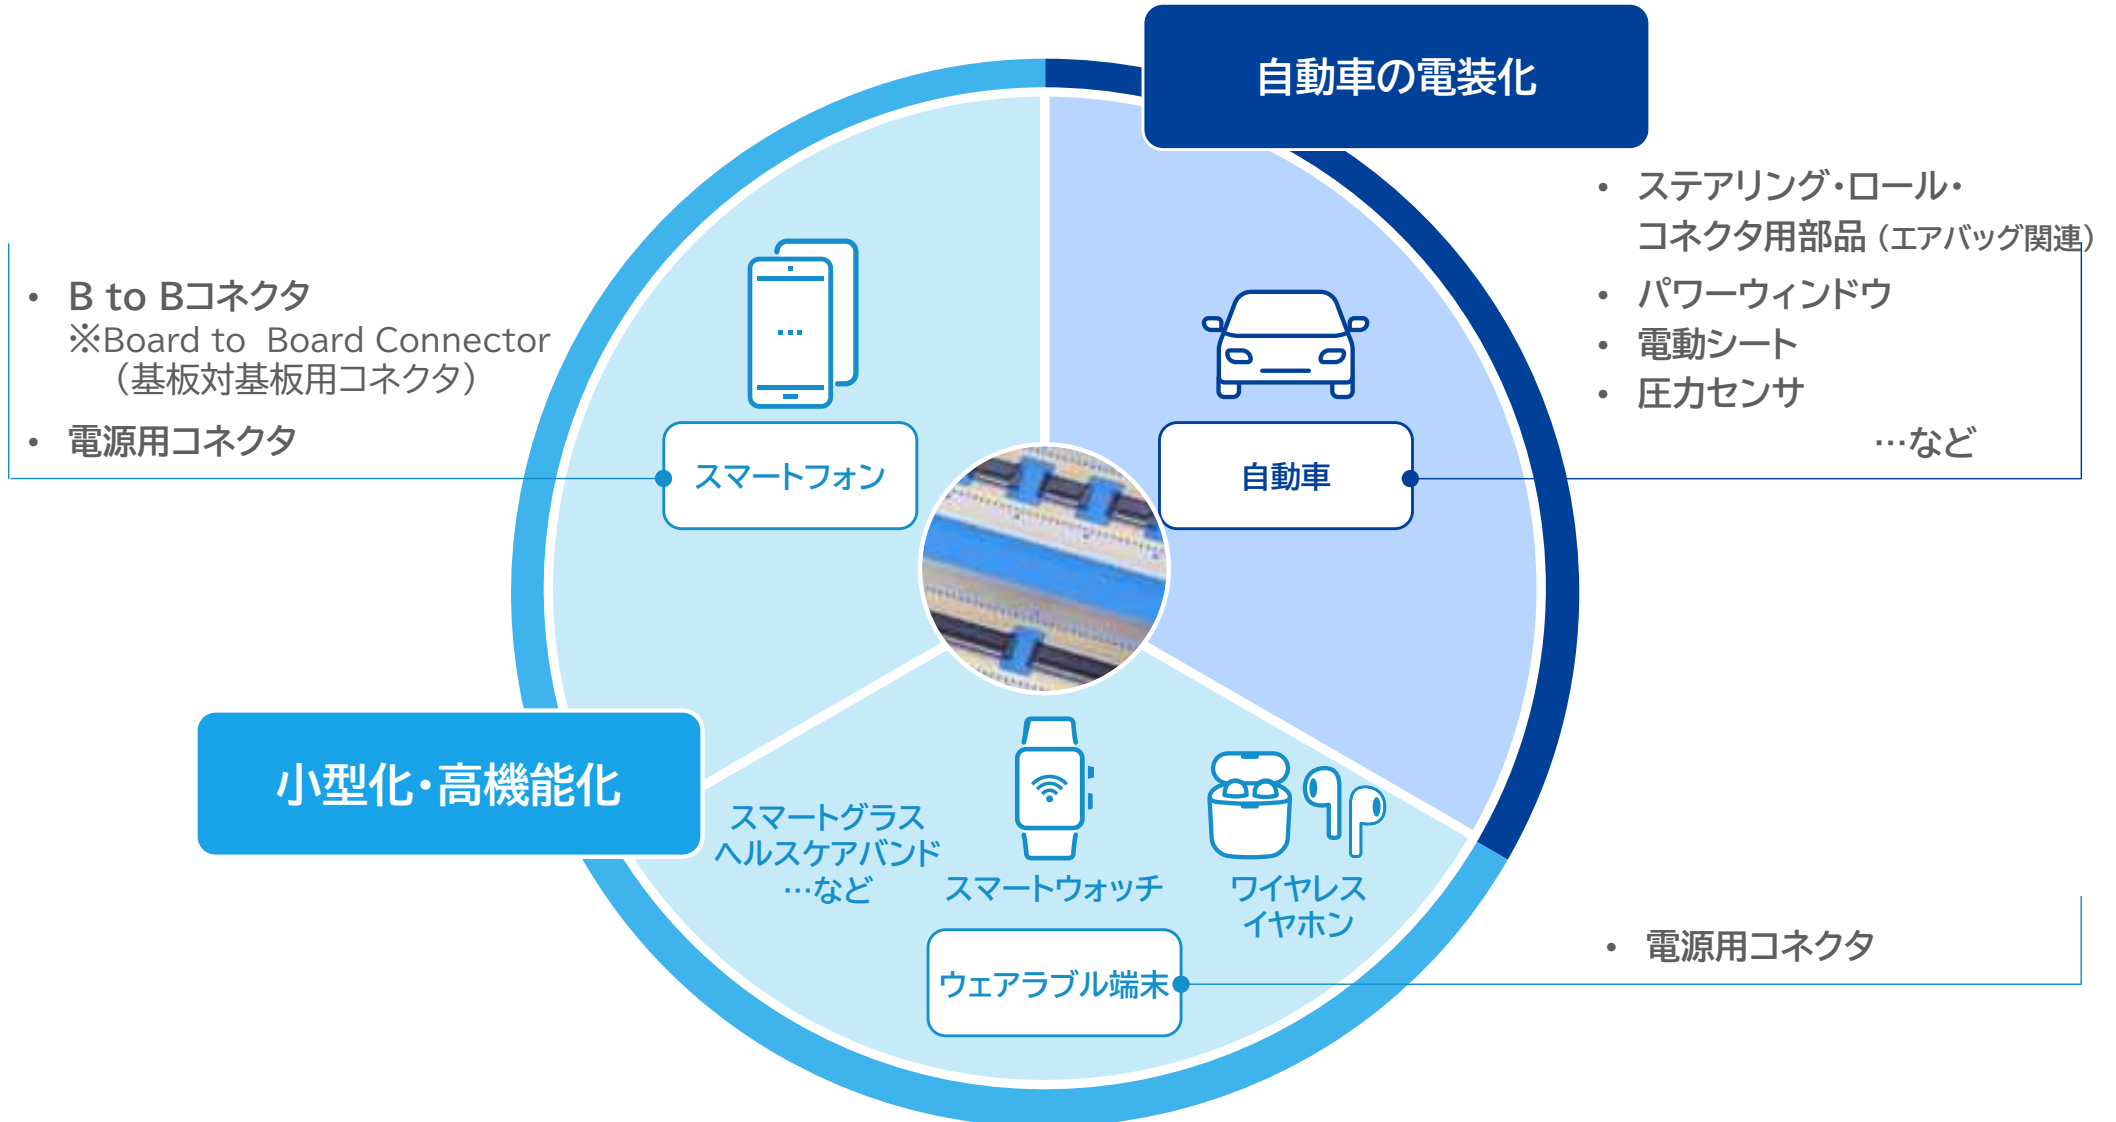 自動車の電装化
• ステアリング・ロール・
コネクタ用部品（エアバッグ関連）
• パワーウィンドウ
• 電動シート
• 圧力センサ
…など
• B to Bコネクタ
※Board to Board Connector
（基板対基板用コネクタ）
• 電源用コネクタ
スマートフォン
自動車
小型化・高機能化
スマートグラス
ヘルスケアバンド
…など
スマートウォッチ
ワイヤレス
イヤホン
ウェアラブル端末
• 電源用コネクタ